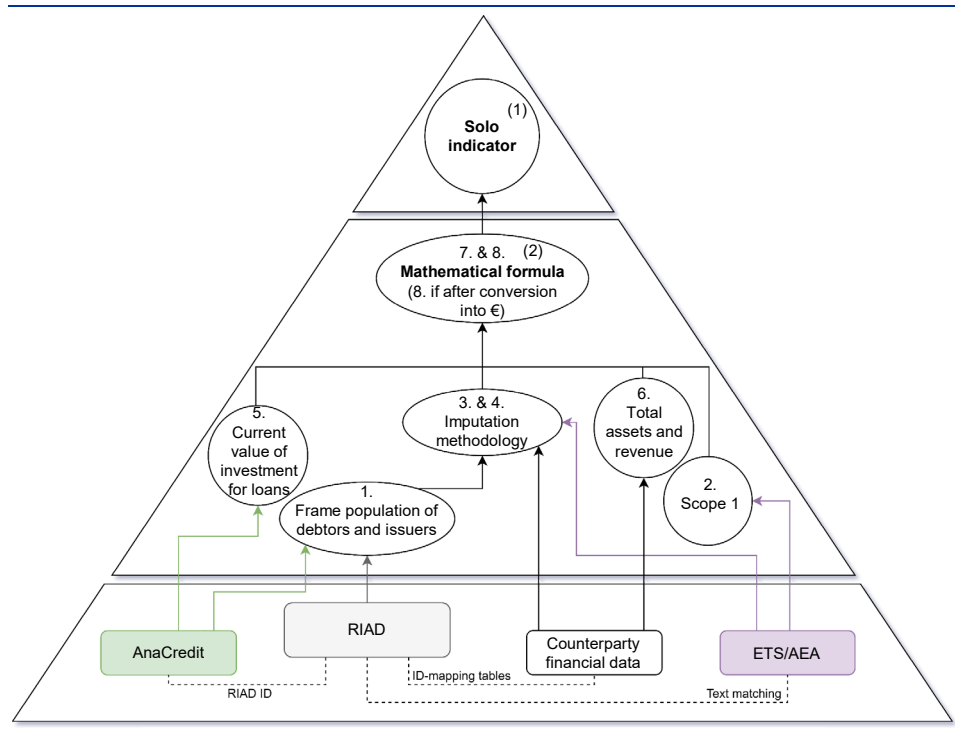 (1)
Solo
indicator
7. & 8. (2)
Mathematical formula
(8. if after conversion
into €)
5.
Current
value of
investment
for loans
3. & 4.
Imputation
methodology
6.
Total
assets and
revenue
2.
Scope 1
1.
Frame population of
debtors and issuers
AnaCredit
RIAD
Counterparty
financial data
ETS/AEA
RIAD ID
ID-mapping tables
Text matching